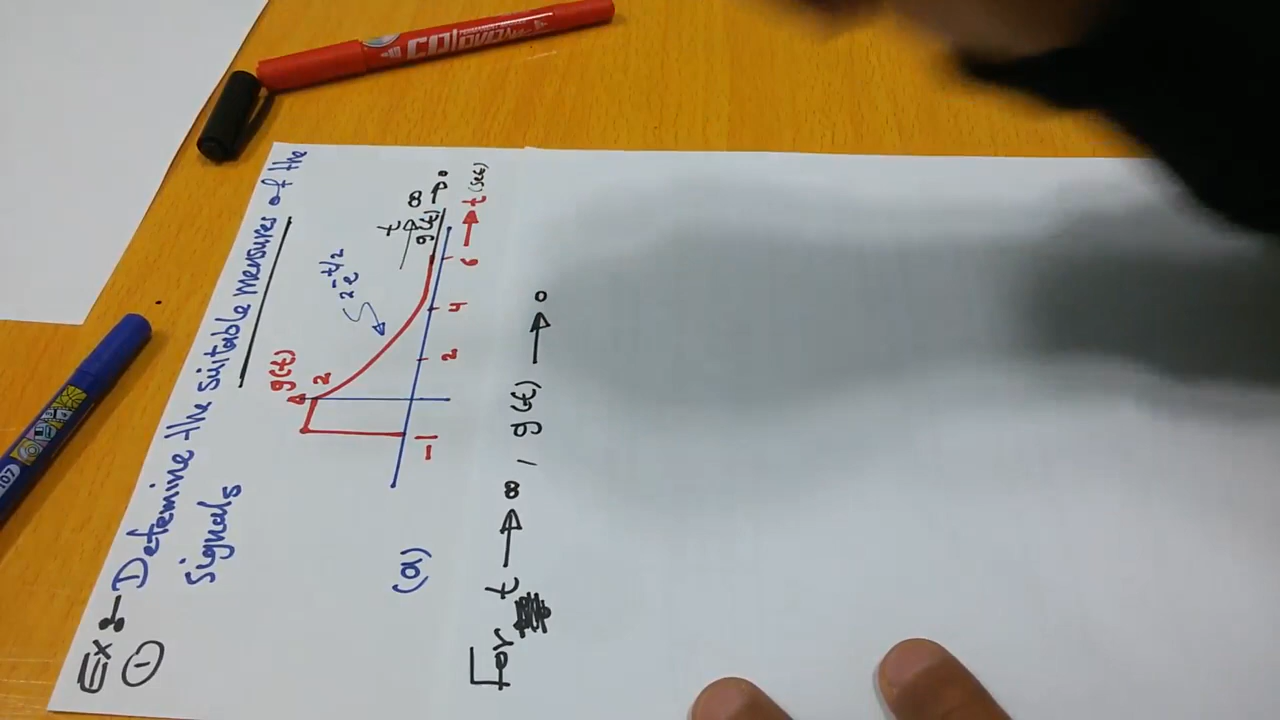 Ex :- Determine the suitable measures of the
①
signals
g(t)
2
2e^-t/2
t → ∞
g(t) → 0
-1
2
4
6
→ t (sec)
(a)
For t → ∞ , g(t) → 0
107